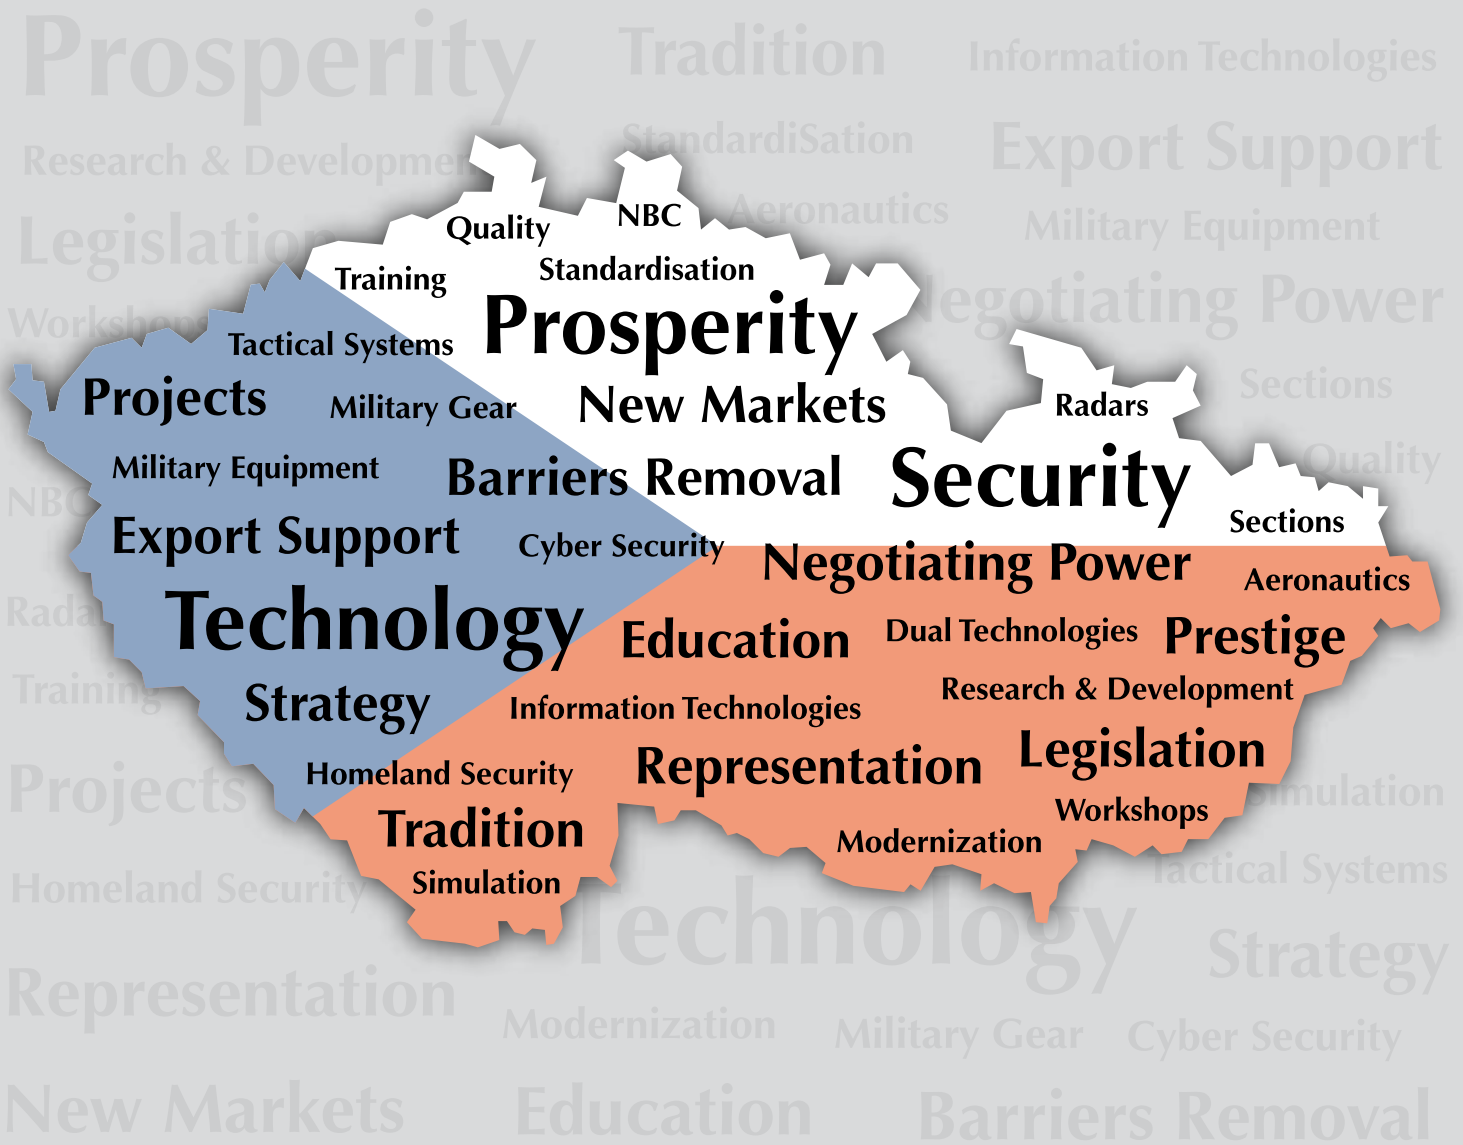 Prosperity
Tradition
Information Technologies
StandardiSation
Export Support
Research & Developmen
Aeronautics
Military Equipment
Legislation
Negotiating Power
Workshops
Sections
Quality
NBC
Radar
Training
Projects
Simulation
Homeland Security
Tactical Systems
Technology
Strategy
Representation
Modernization
Military Gear
Cyber Security
New Markets
Education
Barriers Removal
Quality
NBC
Training
Standardisation
Prosperity
Tactical Systems
Projects
Military Gear
New Markets
Radars
Military Equipment
Barriers Removal
Security
Export Support
Cyber Security
Sections
Negotiating Power
Aeronautics
Technology
Education
Dual Technologies
Prestige
Strategy
Information Technologies
Research & Development
Homeland Security
Representation
Legislation
Tradition
Workshops
Modernization
Simulation